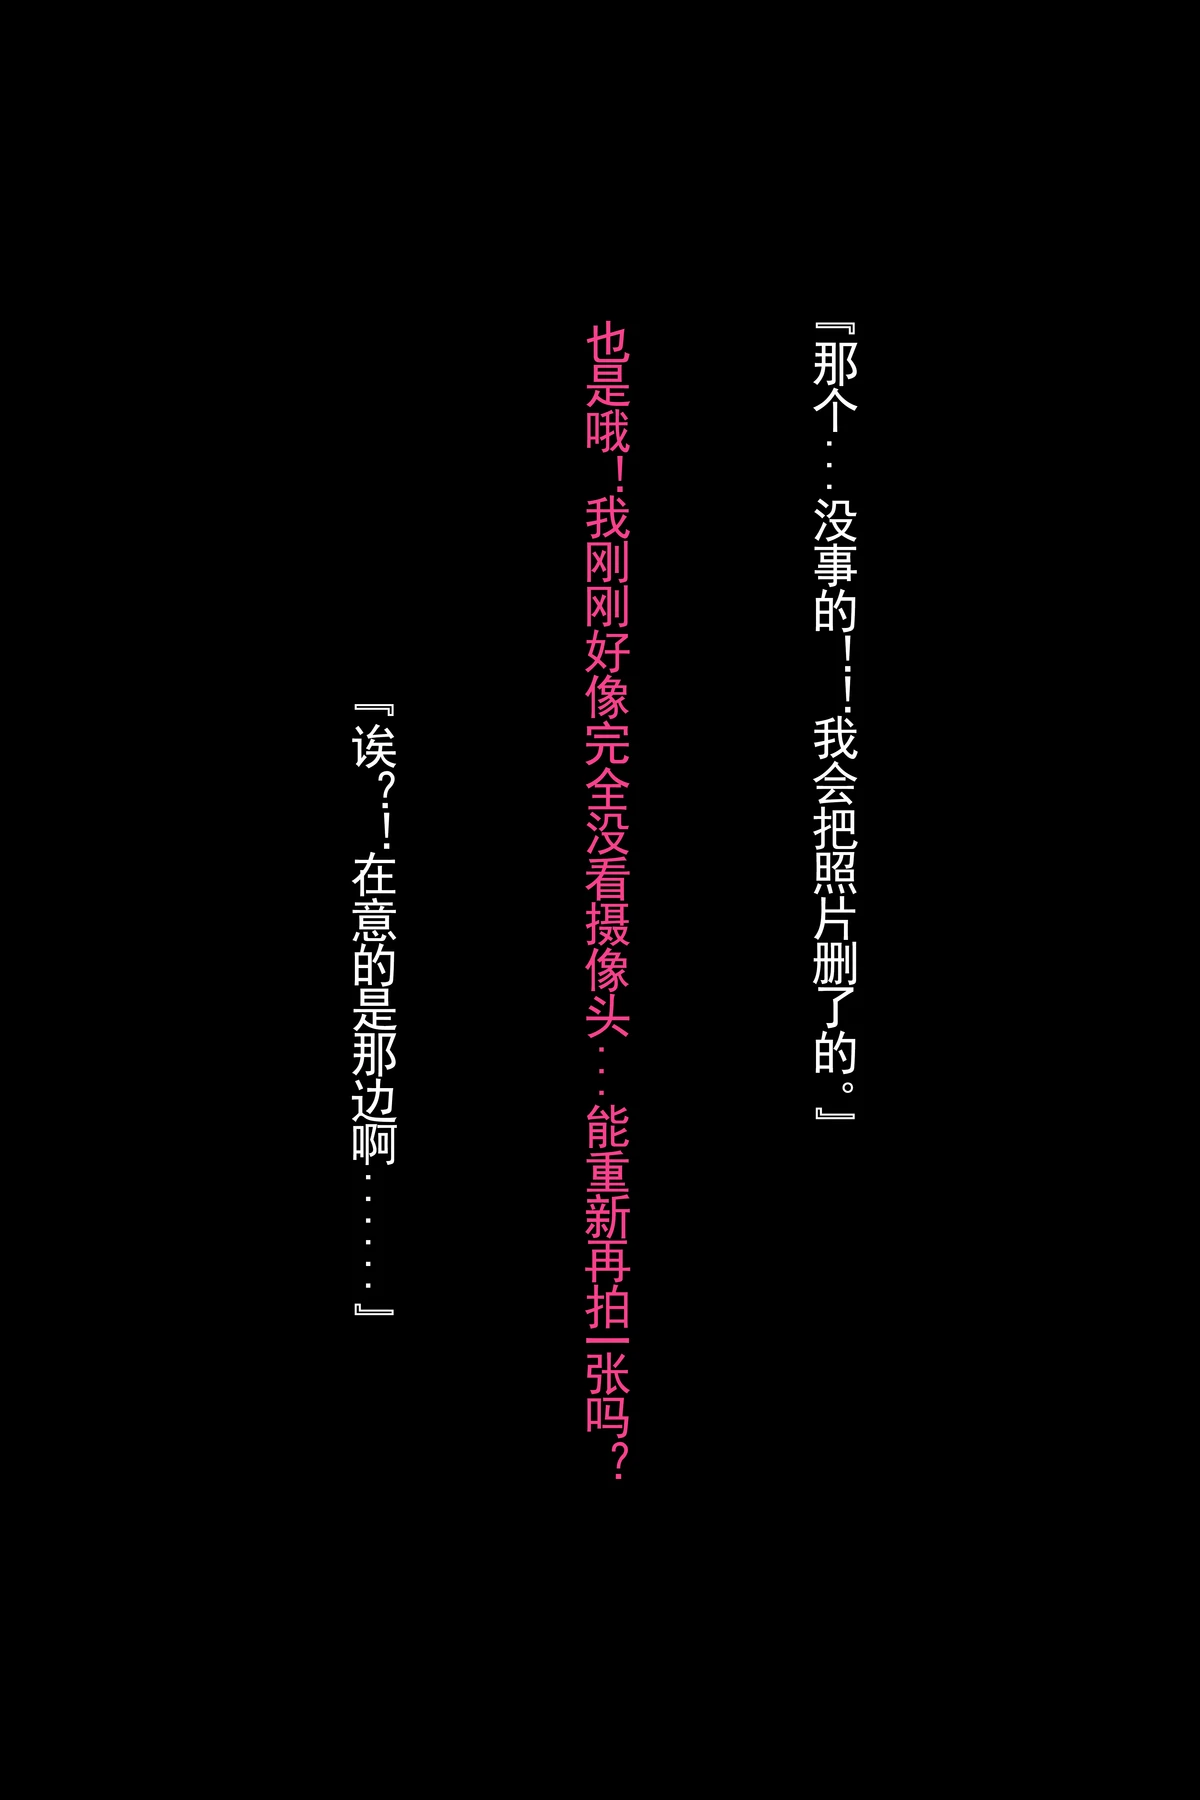 『那个···没事的！！我会把照片删了的。』
也是哦！我刚刚好像完全没看摄像头···能重新再拍一张吗？
『诶？！在意的是那边啊······』